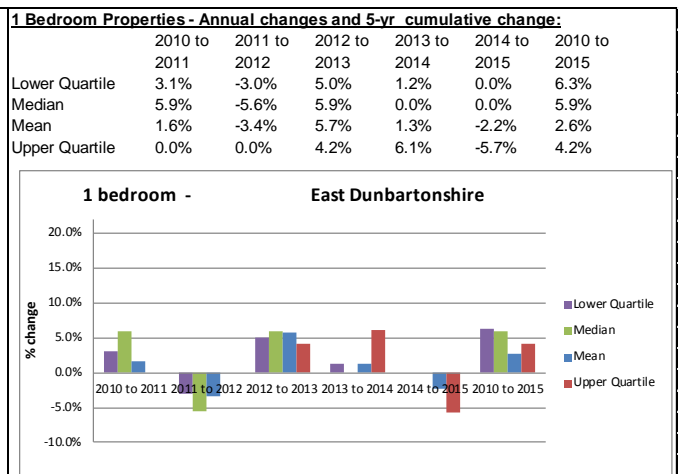 1 Bedroom Properties - Annual changes and 5-yr cumulative change:
2010 to 2011 to 2012 to 2013 to 2014 to 2010 to
2011 2012 2013 2014 2015 2015
Lower Quartile 3.1% -3.0% 5.0% 1.2% 0.0% 6.3%
Median 5.9% -5.6% 5.9% 0.0% 0.0% 5.9%
Mean 1.6% -3.4% 5.7% 1.3% -2.2% 2.6%
Upper Quartile 0.0% 0.0% 4.2% 6.1% -5.7% 4.2%
1 bedroom - East Dunbartonshire
20.0%
15.0%
10.0%
5.0%
0.0%
-5.0%
-10.0%
% change
2010 to 2011 2011 to 2012 2012 to 2013 2013 to 2014 2014 to 2015 2010 to 2015
Lower Quartile
Median
Mean
Upper Quartile